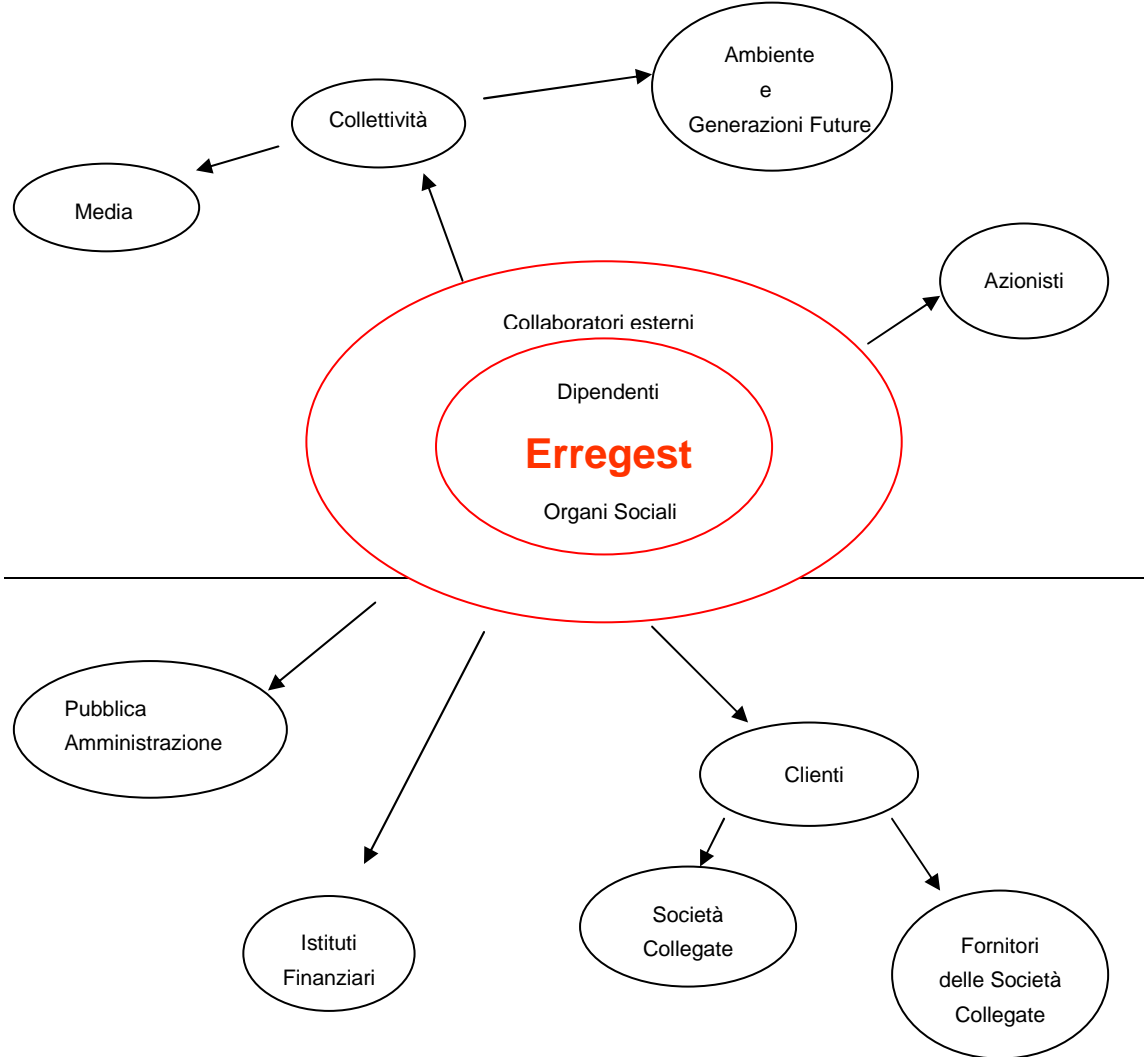 Ambiente
e
Generazioni Future
Collettività
Media
Azionisti
Collaboratori esterni
Dipendenti
Erregest
Organi Sociali
Pubblica
Amministrazione
Clienti
Società
Collegate
Istituti
Finanziari
Fornitori
delle Società
Collegate